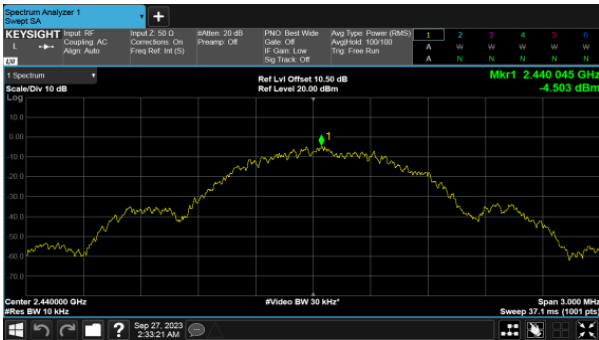 Spectrum Analyzer 1
Swept SA
+
KEYSIGHT
L
Input: RF
Coupling: AC
Align: Auto
Input Z: 50 Ω
Corrections: On
Freq Ref: Int (S)
#Atten: 20 dB
Preamp: Off
PNO: Best Wide
Gate: Off
IF Gain: Low
Sig Track: Off
Avg Type: Power (RMS)
Avg|Hold: 100/100
Trig: Free Run
1 2 3 4 5 6
A W W W W W
A N N N N N
LXI
1 Spectrum
Scale/Div 10 dB
Ref Lvl Offset 10.50 dB
Ref Level 20.00 dBm
Mkr1 2.440 045 GHz
-4.503 dBm
Log
10.0
0.00
-10.0
-20.0
-30.0
-40.0
-50.0
-60.0
-70.0
1
Center 2.440000 GHz
#Res BW 10 kHz
#Video BW 30 kHz*
Span 3.000 MHz
Sweep 37.1 ms (1001 pts)
?
Sep 27, 2023
2:33:21 AM